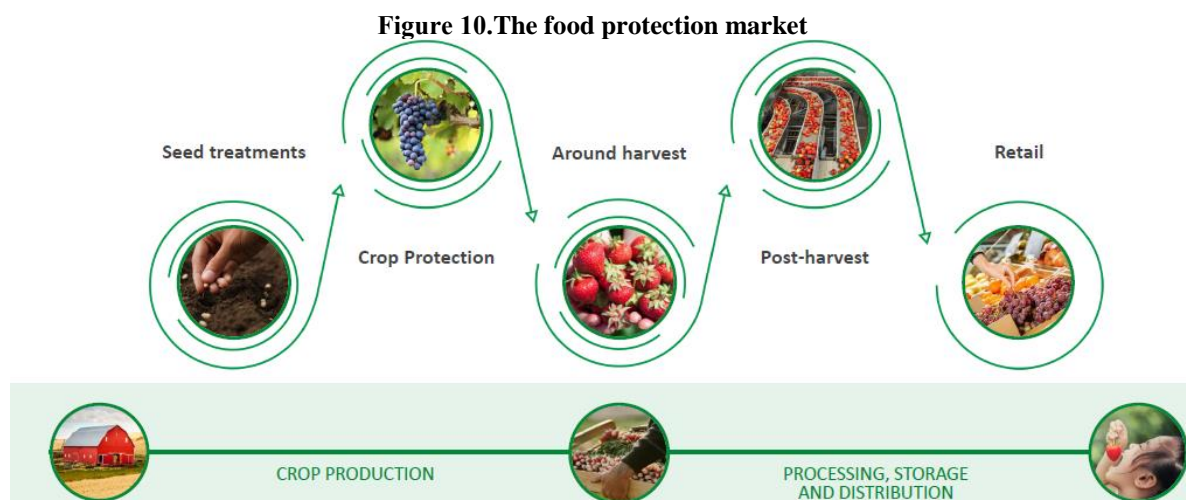 Figure 10.The food protection market
Seed treatments
Around harvest
Retail
Crop Protection
Post-harvest
CROP PRODUCTION
PROCESSING, STORAGE
AND DISTRIBUTION